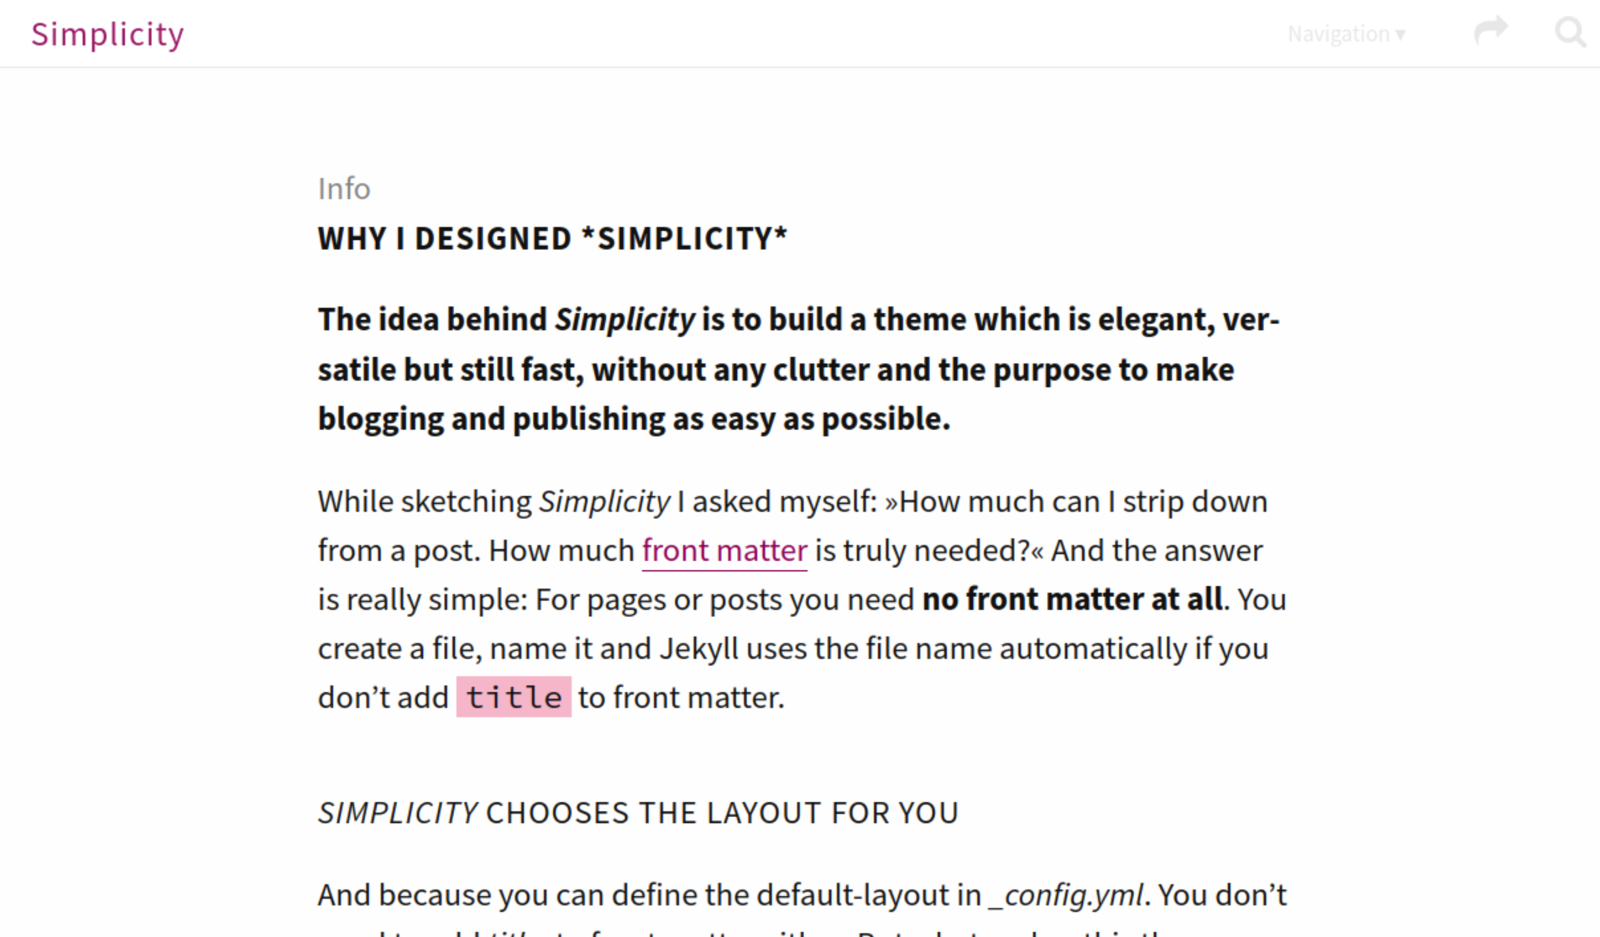 Simplicity
Navigation ▾
Info
WHY I DESIGNED *SIMPLICITY*
The idea behind Simplicity is to build a theme which is elegant, ver-
satile but still fast, without any clutter and the purpose to make
blogging and publishing as easy as possible.
While sketching Simplicity I asked myself: »How much can I strip down
from a post. How much front matter is truly needed?« And the answer
is really simple: For pages or posts you need no front matter at all. You
create a file, name it and Jekyll uses the file name automatically if you
don’t add title to front matter.
SIMPLICITY CHOOSES THE LAYOUT FOR YOU
And because you can define the default-layout in _config.yml. You don’t